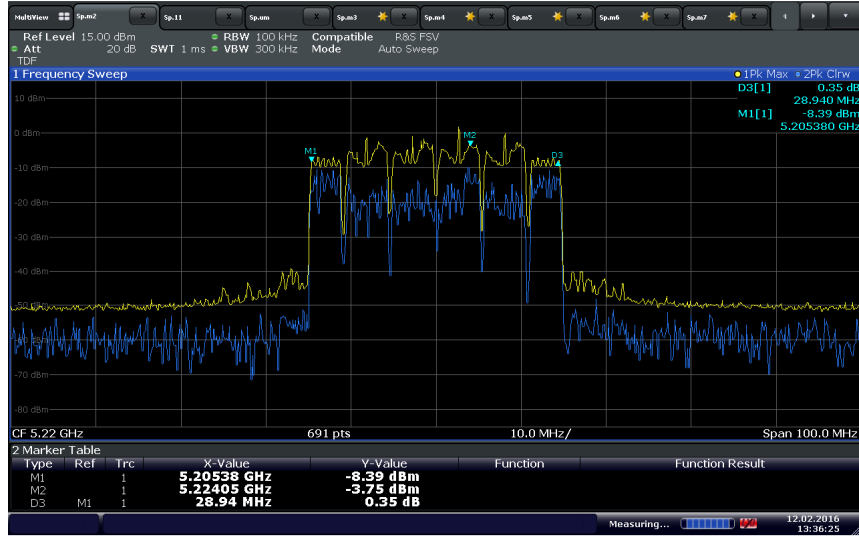 MultiView Sp.m2 X Sp.11 X Sp.um X Sp.m3 X Sp.m4 X Sp.m5 X Sp.m6 X Sp.m7 X
Ref Level 15.00 dBm RBW 100 kHz Compatible R&S FSV
Att 20 dB SWT 1 ms VBW 300 kHz Mode Auto Sweep
TDF
1 Frequency Sweep 1Pk Max 2Pk Clrw
D3[1] 0.35 dB
28.940 MHz
M1[1] -8.39 dBm
5.205380 GHz
10 dBm
0 dBm
M2
M1
D3
-10 dBm
-20 dBm
-30 dBm
-40 dBm
-50 dBm
-60 dBm
-70 dBm
-80 dBm
CF 5.22 GHz 691 pts 10.0 MHz/ Span 100.0 MHz
2 Marker Table
Type Ref Trc X-Value Y-Value Function Function Result
M1 1 5.20538 GHz -8.39 dBm
M2 1 5.22405 GHz -3.75 dBm
D3 M1 1 28.94 MHz 0.35 dB
Measuring... 12.02.2016
13:36:25